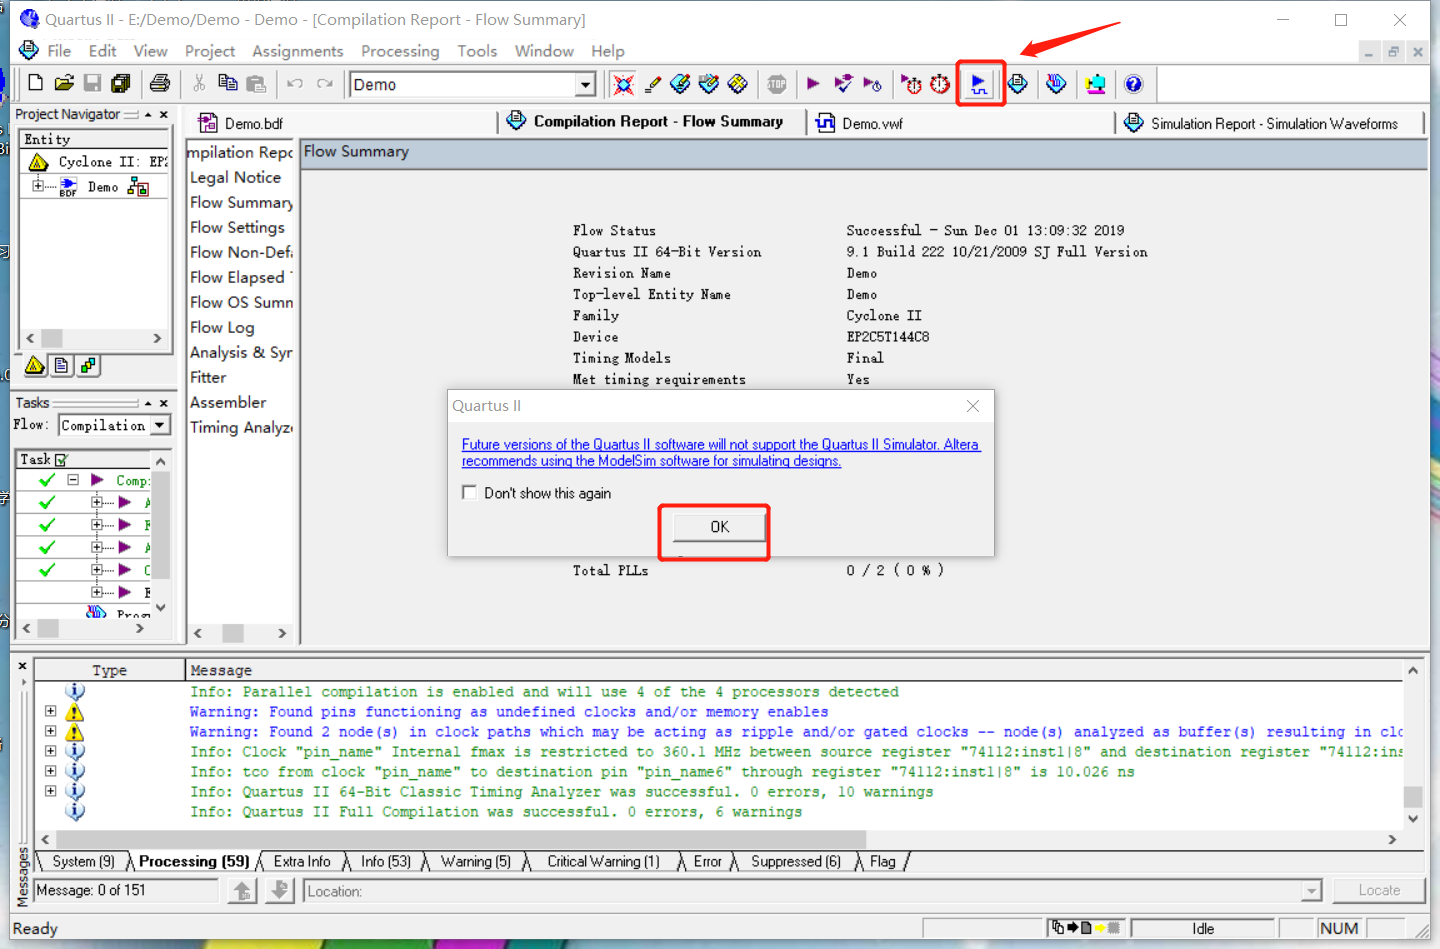 Quartus II - E:/Demo/Demo - Demo - [Compilation Report - Flow Summary]
File Edit View Project Assignments Processing Tools Window Help
Demo
STOP
Project Navigator
Entity
Cyclone II: EP2
BDF Demo
Demo.bdf
Compilation Report - Flow Summary
Demo.vwf
Simulation Report - Simulation Waveforms
mpilation Repo
Legal Notice
Flow Summary
Flow Settings
Flow Non-Defa
Flow Elapsed T
Flow OS Summ
Flow Log
Analysis & Syn
Fitter
Assembler
Timing Analyze
Flow Summary
Flow Status Successful - Sun Dec 01 13:09:32 2019
Quartus II 64-Bit Version 9.1 Build 222 10/21/2009 SJ Full Version
Revision Name Demo
Top-level Entity Name Demo
Family Cyclone II
Device EP2C5T144C8
Timing Models Final
Met timing requirements Yes
Total PLLs 0 / 2 ( 0 % )
Quartus II
Future versions of the Quartus II software will not support the Quartus II Simulator. Altera
recommends using the ModelSim software for simulating designs.
Don't show this again
OK
Tasks
Flow: Compilation
Task
Comp:
A
F
A
C
E
Prog
Type Message
Info: Parallel compilation is enabled and will use 4 of the 4 processors detected
Warning: Found pins functioning as undefined clocks and/or memory enables
Warning: Found 2 node(s) in clock paths which may be acting as ripple and/or gated clocks -- node(s) analyzed as buffer(s) resulting in clo
Info: Clock "pin_name" Internal fmax is restricted to 360.1 MHz between source register "74112:inst1|8" and destination register "74112:ins
Info: tco from clock "pin_name" to destination pin "pin_name6" through register "74112:inst1|8" is 10.026 ns
Info: Quartus II 64-Bit Classic Timing Analyzer was successful. 0 errors, 10 warnings
Info: Quartus II Full Compilation was successful. 0 errors, 6 warnings
System (9) Processing (59) Extra Info Info (53) Warning (5) Critical Warning (1) Error Suppressed (6) Flag
Messages
Message: 0 of 151
Location:
Locate
Ready
Idle
NUM